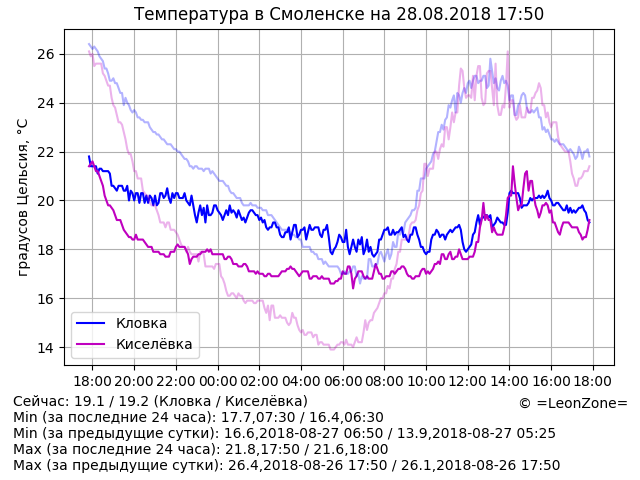 Температура в Смоленске на 28.08.2018 17:50
градусов Цельсия, °C
26
24
22
20
18
16
14
Кловка
Киселёвка
18:00 20:00 22:00 00:00 02:00 04:00 06:00 08:00 10:00 12:00 14:00 16:00 18:00
Сейчас: 19.1 / 19.2 (Кловка / Киселёвка)
© =LeonZone=
Min (за последние 24 часа): 17.7,07:30 / 16.4,06:30
Min (за предыдущие сутки): 16.6,2018-08-27 06:50 / 13.9,2018-08-27 05:25
Max (за последние 24 часа): 21.8,17:50 / 21.6,18:00
Max (за предыдущие сутки): 26.4,2018-08-26 17:50 / 26.1,2018-08-26 17:50